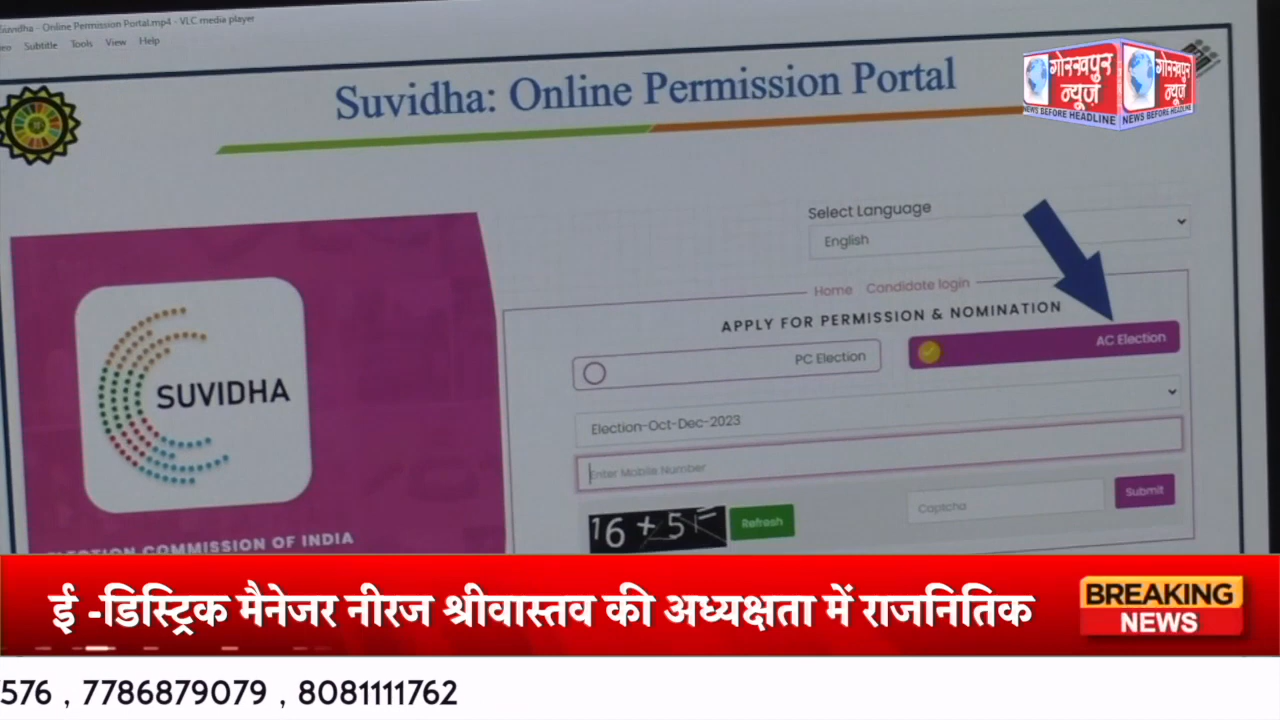 Suvidha - Online Permission Portal.mp4 - VLC media player
Subtitle Tools View Help
Suvidha: Online Permission Portal
गोरखपुर न्यूज़ गोरखपुर न्यूज़
NEWS BEFORE HEADLINE NEWS BEFORE HEADLINE
Select Language
English
Home Candidate login
APPLY FOR PERMISSION & NOMINATION
PC Election AC Election
Election-Oct-Dec-2023
Enter Mobile Number
16 + 5 = Refresh Captcha Submit
SUVIDHA
ELECTION COMMISSION OF INDIA
ई -डिस्ट्रिक मैनेजर नीरज श्रीवास्तव की अध्यक्षता में राजनितिक
BREAKING NEWS
576 , 7786879079 , 8081111762